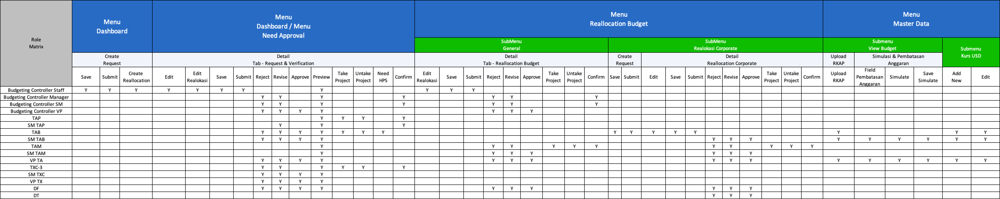 Role
Matrix
Menu
Dashboard
Menu
Dashboard / Menu
Need Approval
Menu
Reallocation Budget
Menu
Master Data
SubMenu
General
SubMenu
Realokasi Corporate
Submenu
View Budget
Submenu
Kurs USD
Create
Request
Detail
Tab - Request & Verification
Detail
Tab - Reallocation Budget
Create
Request
Detail
Reallocation Corporate
Upload
RKAP
Simulasi & Pembatasan
Anggaran
Save
Submit
Create
Reallocation
Edit
Edit
Realokasi
Save
Submit
Reject
Revise
Approve
Preview
Take
Project
Untake
Project
Need
HPS
Confirm
Edit
Realokasi
Save
Submit
Reject
Revise
Approve
Take
Project
Untake
Project
Confirm
Save
Submit
Edit
Save
Submit
Reject
Revise
Approve
Take
Project
Untake
Project
Confirm
Upload
RKAP
Field
Pembatasan
Anggaran
Simulate
Save
Simulate
Add
New
Edit
Budgeting Controller Staff Y Y Y Y Y Y Y Y Y Y Y
Budgeting Controller Manager Y Y Y Y Y Y Y
Budgeting Controller SM Y Y Y Y Y Y Y
Budgeting Controller VP Y Y Y Y Y Y Y
TAP Y Y Y Y
SM TAP Y Y Y
TAB Y Y Y Y Y Y Y Y Y Y Y Y Y Y Y
SM TAB Y Y Y Y Y Y Y Y Y Y Y Y Y
TAM Y Y Y Y Y Y Y Y Y Y Y
SM TAM Y Y Y Y Y Y Y
VP TA Y Y Y Y Y Y Y Y Y Y Y Y Y Y Y Y
TXC-3 Y Y Y Y Y Y
SM TXC Y Y Y Y
VP TX Y Y Y Y
DF Y Y Y Y Y Y Y Y Y Y
DT Y Y Y